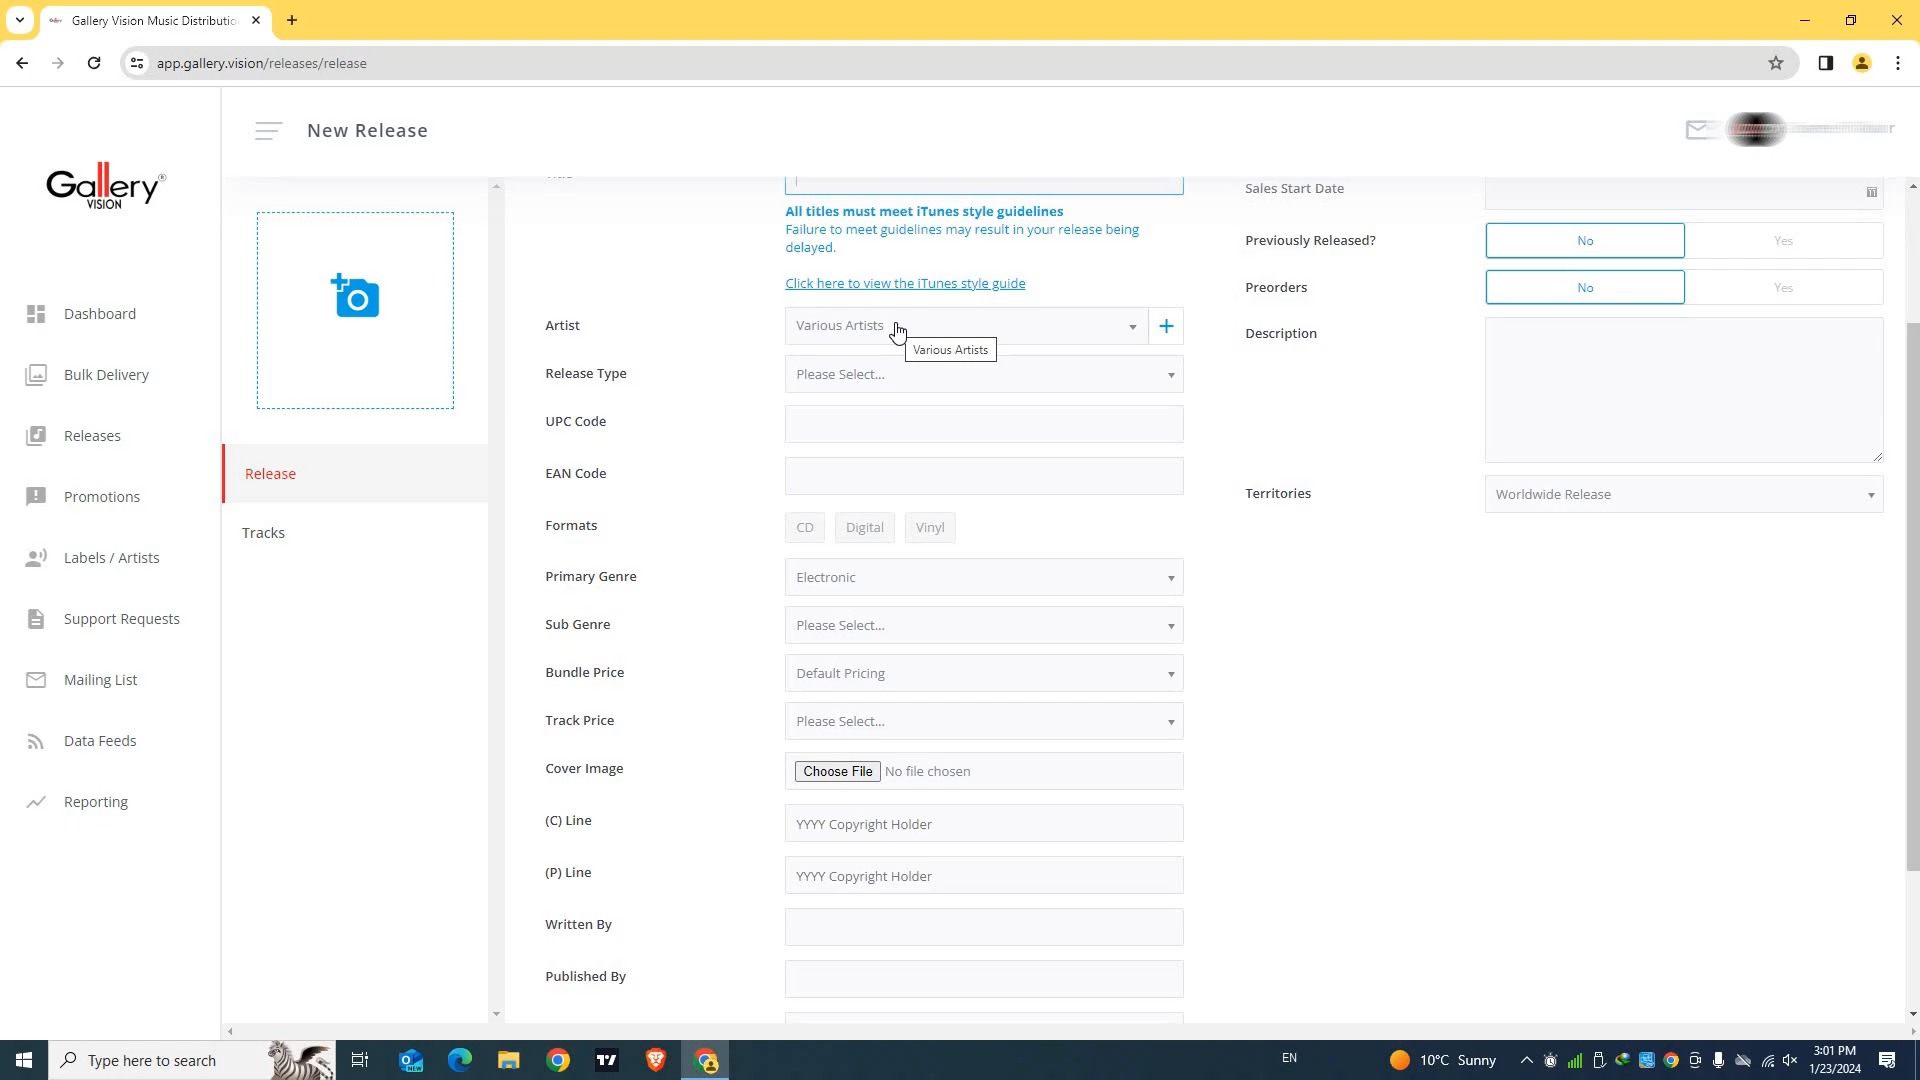 Gallery Vision Music Distributio
app.gallery.vision/releases/release
New Release
Gallery®
VISION
Dashboard
Bulk Delivery
Releases
Promotions
Labels / Artists
Support Requests
Mailing List
Data Feeds
Reporting
Release
Tracks
All titles must meet iTunes style guidelines
Failure to meet guidelines may result in your release being
delayed.
Click here to view the iTunes style guide
Artist
Various Artists
Various Artists
Release Type
Please Select...
UPC Code
EAN Code
Formats
CD
Digital
Vinyl
Primary Genre
Electronic
Sub Genre
Please Select...
Bundle Price
Default Pricing
Track Price
Please Select...
Cover Image
Choose File No file chosen
(C) Line
YYYY Copyright Holder
(P) Line
YYYY Copyright Holder
Written By
Published By
Sales Start Date
Previously Released?
No
Yes
Preorders
No
Yes
Description
Territories
Worldwide Release
Type here to search
NEW
EN
10°C Sunny
3:01 PM
1/23/2024